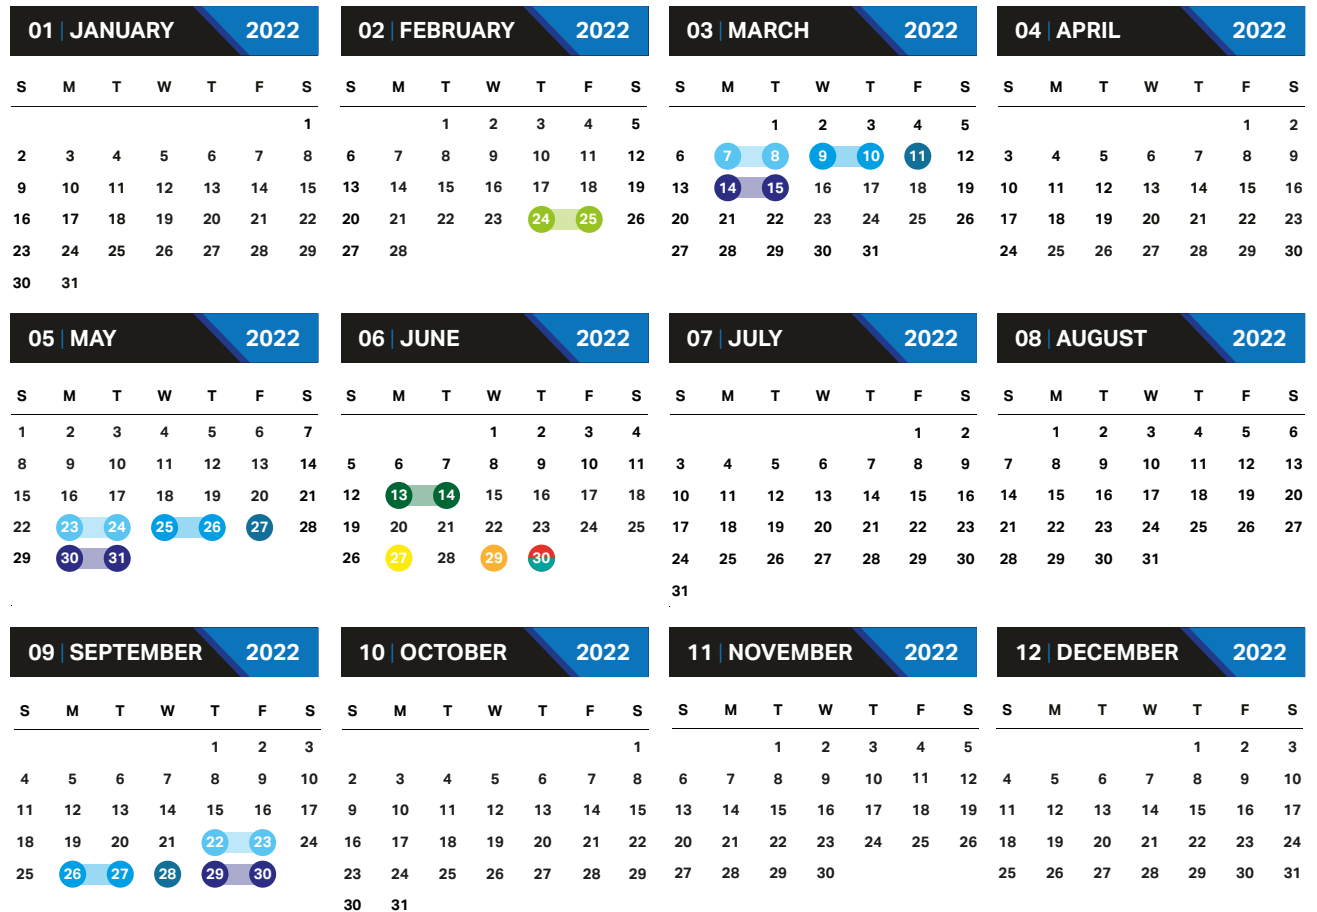 01 | JANUARY 2022
S M T W T F S
1
2 3 4 5 6 7 8
9 10 11 12 13 14 15
16 17 18 19 20 21 22
23 24 25 26 27 28 29
30 31
02 | FEBRUARY 2022
S M T W T F S
1 2 3 4 5
6 7 8 9 10 11 12
13 14 15 16 17 18 19
20 21 22 23 24 25 26
27 28
03 | MARCH 2022
S M T W T F S
1 2 3 4 5
6 7 8 9 10 11 12
13 14 15 16 17 18 19
20 21 22 23 24 25 26
27 28 29 30 31
04 | APRIL 2022
S M T W T F S
1 2
3 4 5 6 7 8 9
10 11 12 13 14 15 16
17 18 19 20 21 22 23
24 25 26 27 28 29 30
05 | MAY 2022
S M T W T F S
1 2 3 4 5 6 7
8 9 10 11 12 13 14
15 16 17 18 19 20 21
22 23 24 25 26 27 28
29 30 31
06 | JUNE 2022
S M T W T F S
1 2 3 4
5 6 7 8 9 10 11
12 13 14 15 16 17 18
19 20 21 22 23 24 25
26 27 28 29 30
07 | JULY 2022
S M T W T F S
1 2
3 4 5 6 7 8 9
10 11 12 13 14 15 16
17 18 19 20 21 22 23
24 25 26 27 28 29 30
31
08 | AUGUST 2022
S M T W T F S
1 2 3 4 5 6
7 8 9 10 11 12 13
14 15 16 17 18 19 20
21 22 23 24 25 26 27
28 29 30 31
09 | SEPTEMBER 2022
S M T W T F S
1 2 3
4 5 6 7 8 9 10
11 12 13 14 15 16 17
18 19 20 21 22 23 24
25 26 27 28 29 30
10 | OCTOBER 2022
S M T W T F S
1
2 3 4 5 6 7 8
9 10 11 12 13 14 15
16 17 18 19 20 21 22
23 24 25 26 27 28 29
30 31
11 | NOVEMBER 2022
S M T W T F S
1 2 3 4 5
6 7 8 9 10 11 12
13 14 15 16 17 18 19
20 21 22 23 24 25 26
27 28 29 30
12 | DECEMBER 2022
S M T W T F S
1 2 3
4 5 6 7 8 9 10
11 12 13 14 15 16 17
18 19 20 21 22 23 24
25 26 27 28 29 30 31